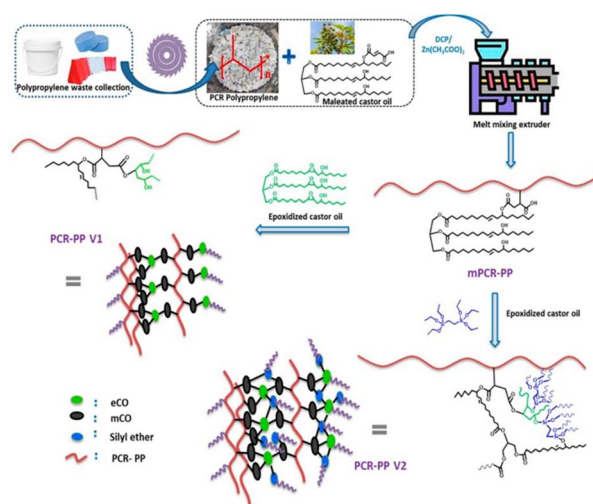 DCP/
Zn(CH3COO)2
Polypropylene waste collection
PCR Polypropylene
+
Maleated castor oil
Melt mixing extruder
Epoxidized castor oil
mPCR-PP
PCR-PP V1
=
Epoxidized castor oil
eCO
mCO
Silyl ether
PCR- PP
=
PCR-PP V2